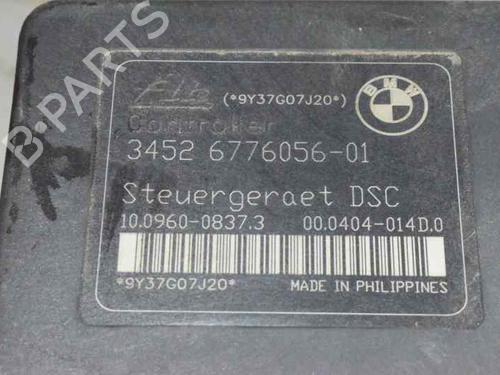 B-PARTS
Ate (*9Y37G07J20*)
BMW
Controller
3452 6776056-01
Steuergeraet DSC
10.0960-0837.3 00.0404-014D.0
*9Y37G07J20* MADE IN PHILIPPINES